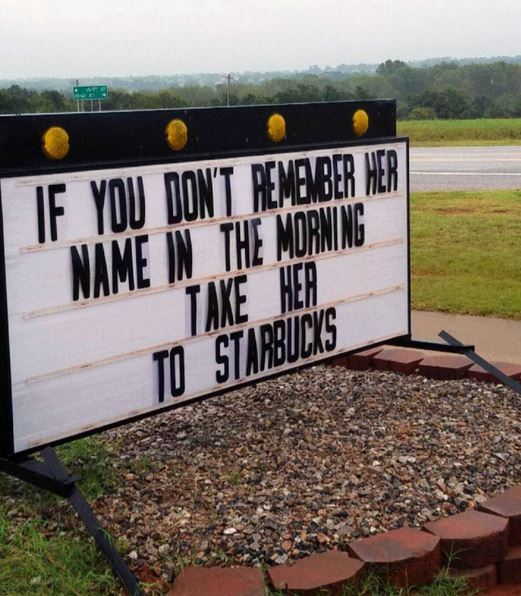 IF YOU DON'T REMEMBER HER
NAME IN THE MORNING
TAKE HER
TO STARBUCKS